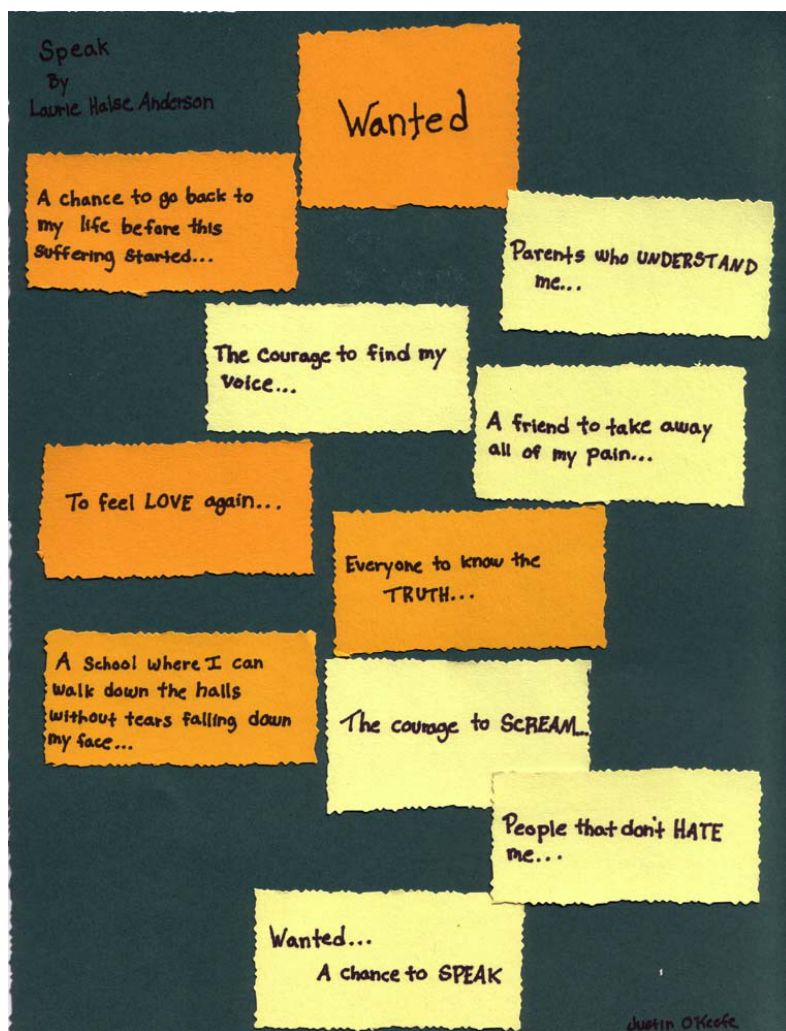 Speak
By
Laurie Halse Anderson
Wanted
A chance to go back to
my life before this
suffering started...
Parents who UNDERSTAND
me...
The courage to find my
voice...
A friend to take away
all of my pain...
To feel LOVE again...
Everyone to know the
TRUTH...
A School where I can
walk down the halls
without tears falling down
my face...
The courage to SCREAM...
People that don't HATE
me...
Wanted...
A chance to SPEAK
Justin O'Keefe